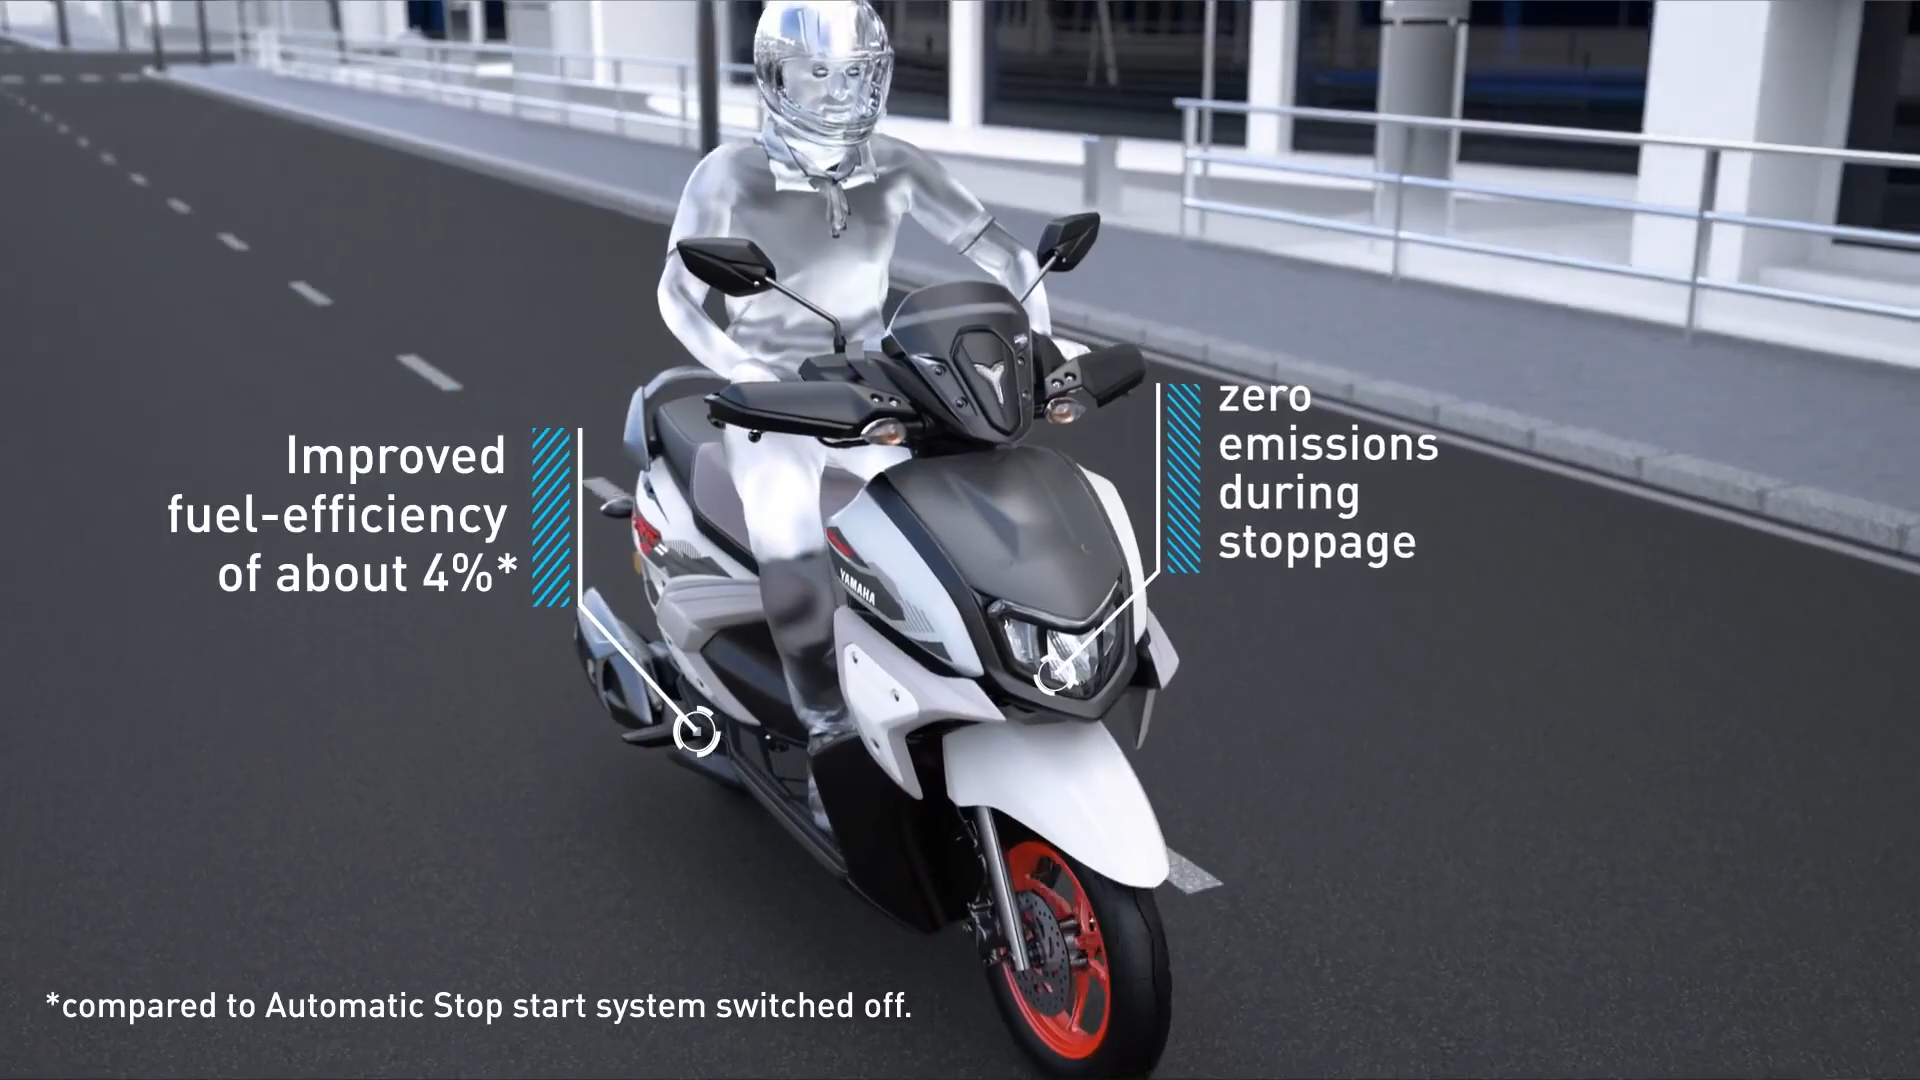 Improved
fuel-efficiency
of about 4%*
zero
emissions
during
stoppage
YAMAHA
*compared to Automatic Stop start system switched off.